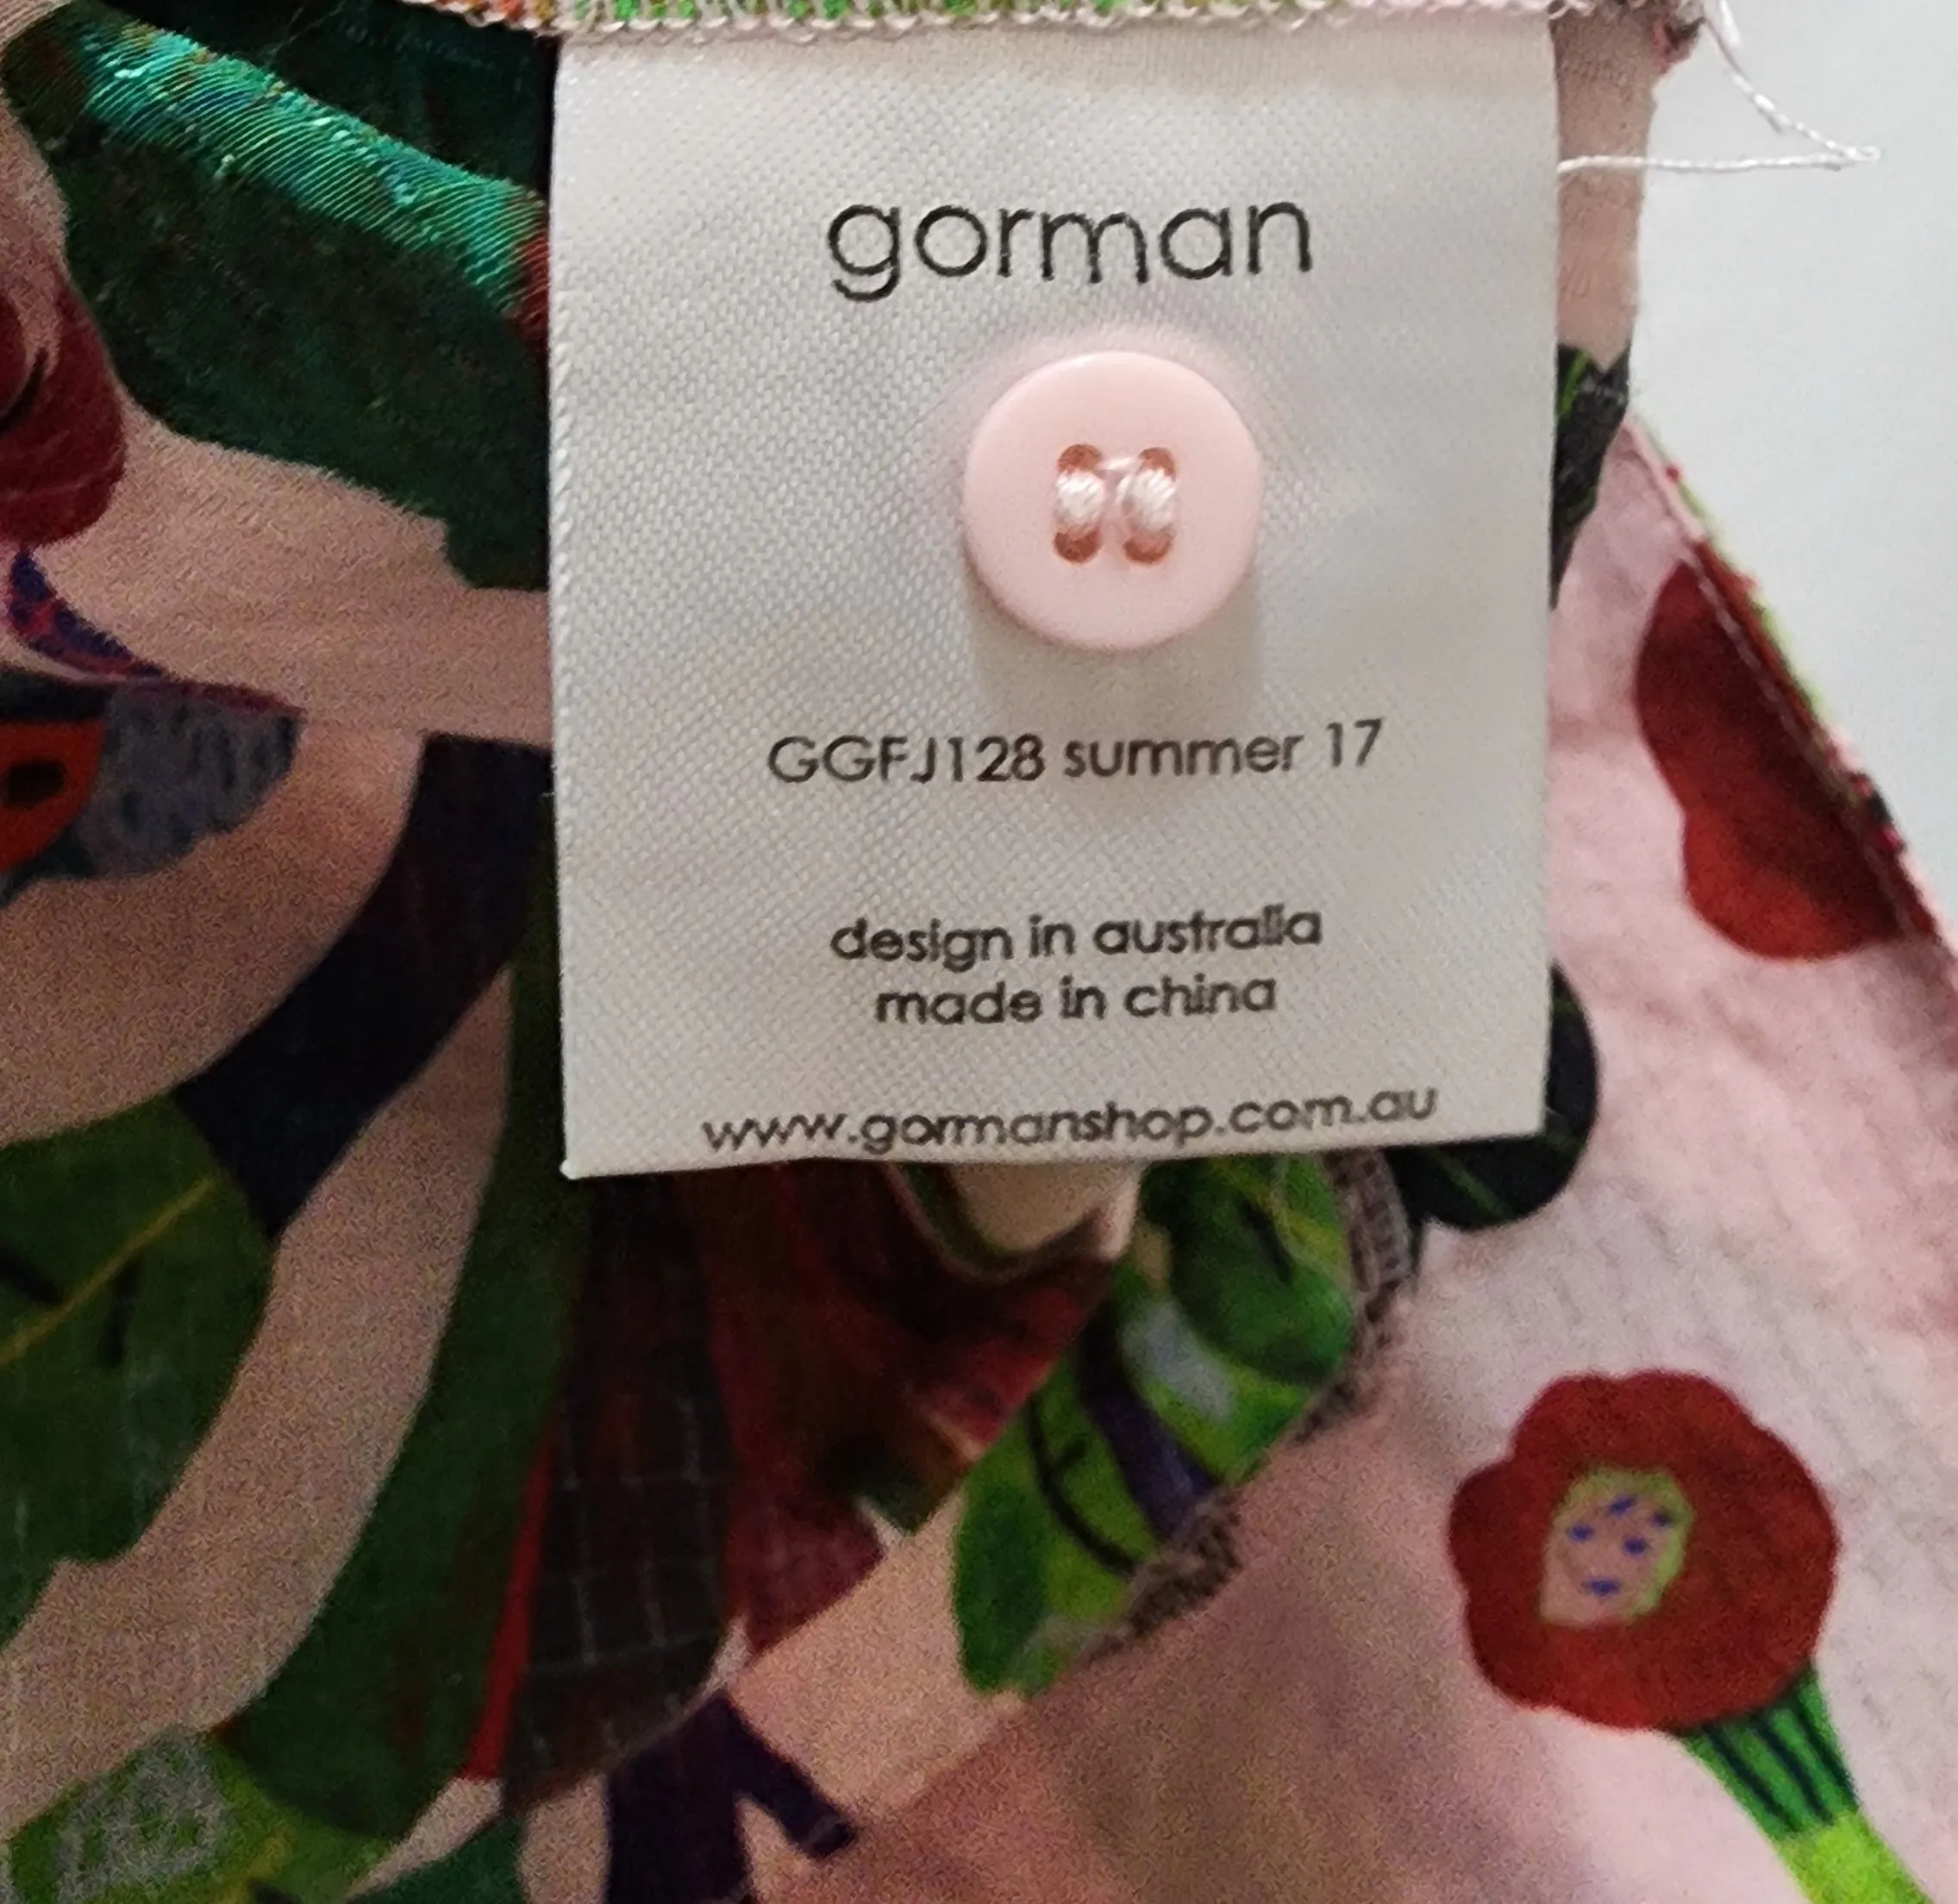 gorman
GGFJ128 summer 17
design in australia
made in china
www.gormanshop.com.au